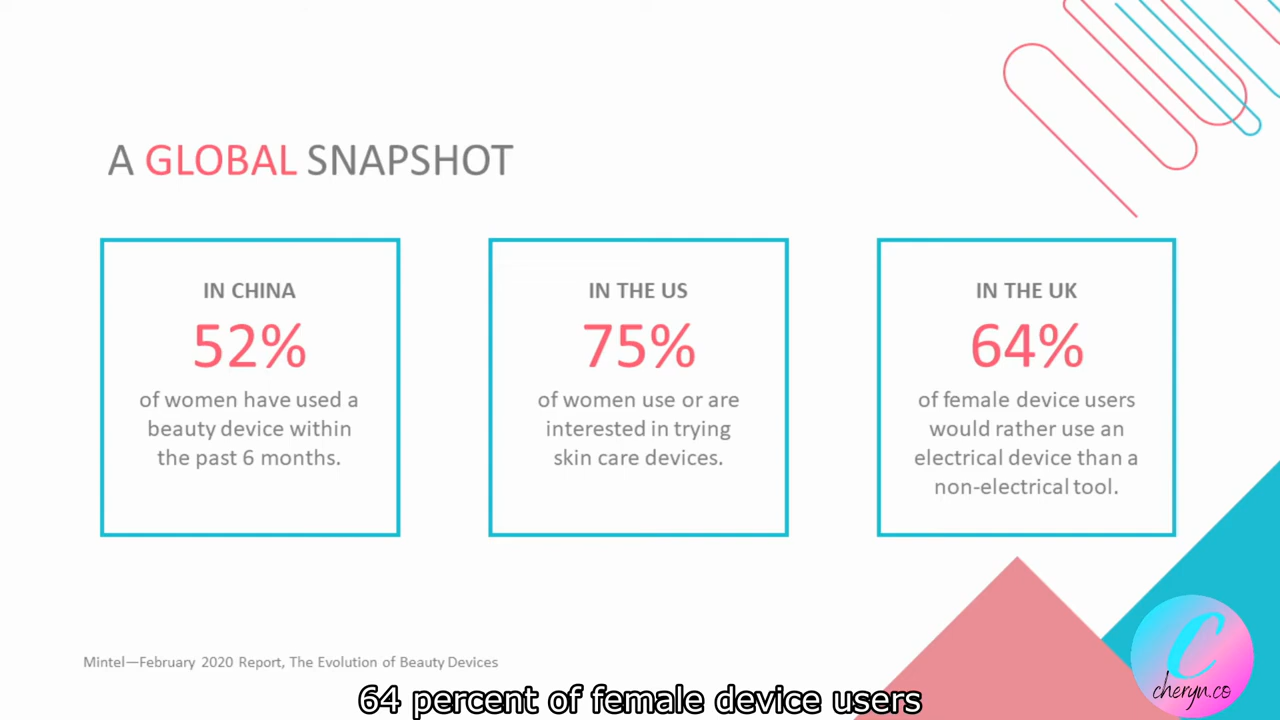 A GLOBAL SNAPSHOT
IN CHINA
52%
of women have used a
beauty device within
the past 6 months.
IN THE US
75%
of women use or are
interested in trying
skin care devices.
IN THE UK
64%
of female device users
would rather use an
electrical device than a
non-electrical tool.
Mintel—February 2020 Report, The Evolution of Beauty Devices
64 percent of female device users
C
cheryn.co